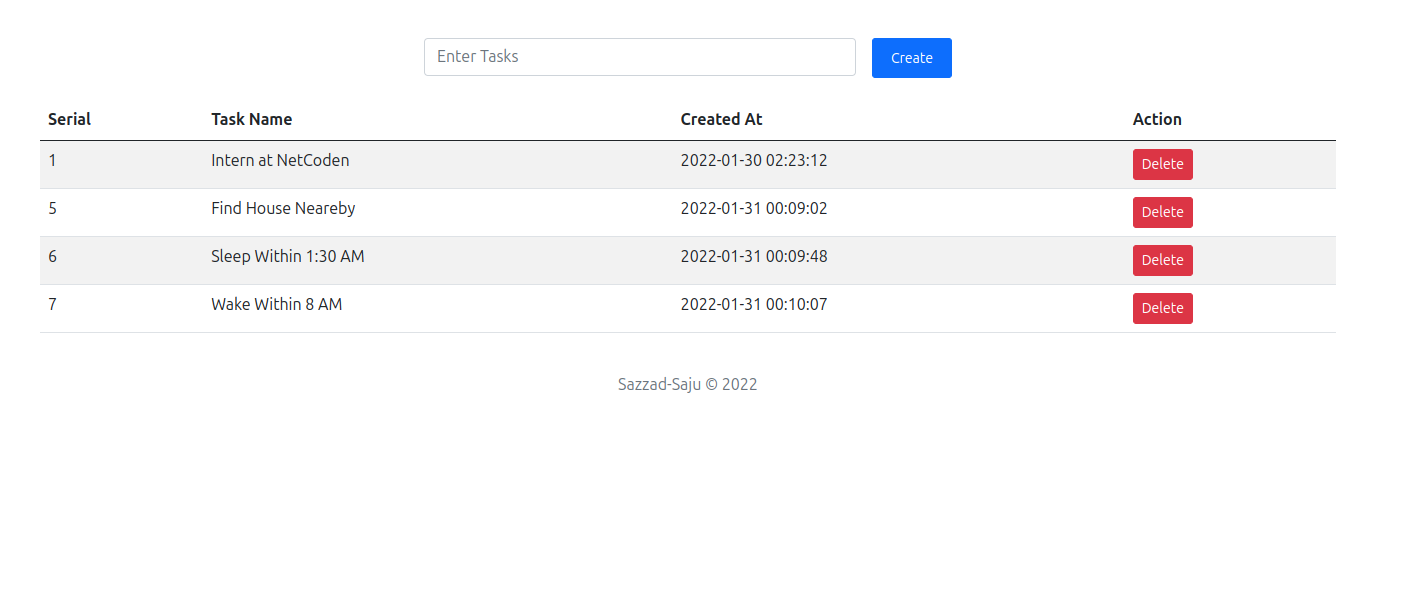 Enter Tasks Create
Serial Task Name Created At Action
1 Intern at NetCoden 2022-01-30 02:23:12 Delete
5 Find House Neareby 2022-01-31 00:09:02 Delete
6 Sleep Within 1:30 AM 2022-01-31 00:09:48 Delete
7 Wake Within 8 AM 2022-01-31 00:10:07 Delete
Sazzad-Saju © 2022